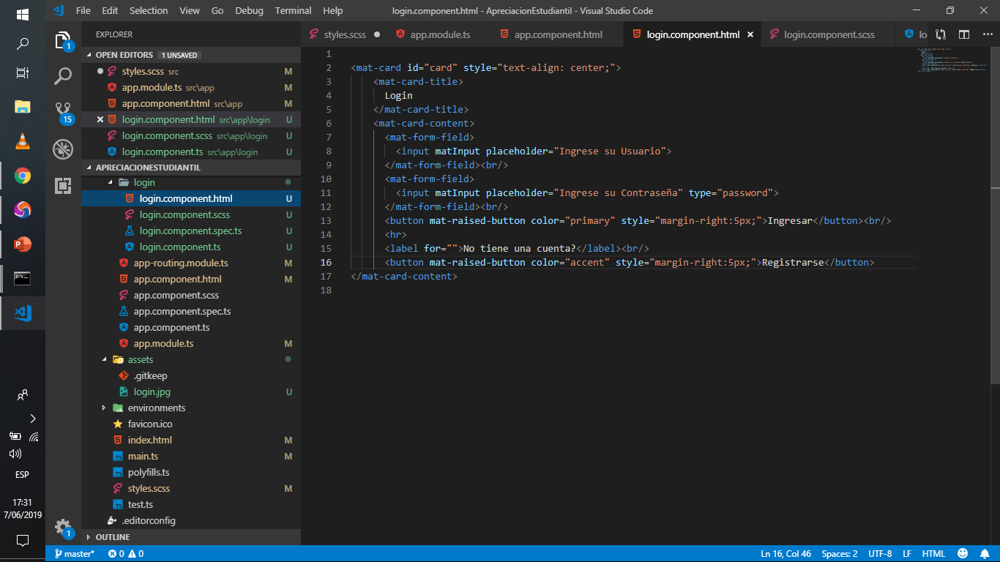 File Edit Selection View Go Debug Terminal Help login.component.html - ApreciacionEstudiantil - Visual Studio Code
EXPLORER
OPEN EDITORS 1 UNSAVED
styles.scss src M
app.module.ts src\app M
app.component.html src\app M
login.component.html src\app\login U
login.component.scss src\app\login U
login.component.ts src\app\login U
APRECIACIONESTUDIANTIL
login
login.component.html U
login.component.scss U
login.component.spec.ts U
login.component.ts U
app-routing.module.ts M
app.component.html M
app.component.scss
app.component.spec.ts
app.component.ts
app.module.ts M
assets
.gitkeep
login.jpg U
environments
favicon.ico
index.html M
main.ts M
polyfills.ts
styles.scss M
test.ts
.editorconfig
OUTLINE
1
15
1
styles.scss app.module.ts app.component.html login.component.html login.component.scss lo
1
2 <mat-card id="card" style="text-align: center;">
3 <mat-card-title>
4 Login
5 </mat-card-title>
6 <mat-card-content>
7 <mat-form-field>
8 <input matInput placeholder="Ingrese su Usuario">
9 </mat-form-field><br/>
10 <mat-form-field>
11 <input matInput placeholder="Ingrese su Contraseña" type="password">
12 </mat-form-field><br/>
13 <button mat-raised-button color="primary" style="margin-right:5px;">Ingresar</button><br/>
14 <hr>
15 <label for="">No tiene una cuenta?</label><br/>
16 <button mat-raised-button color="accent" style="margin-right:5px;">Registrarse</button>
17 </mat-card-content>
18
ESP
17:31
7/06/2019
master* 0 0 Ln 16, Col 46 Spaces: 2 UTF-8 LF HTML